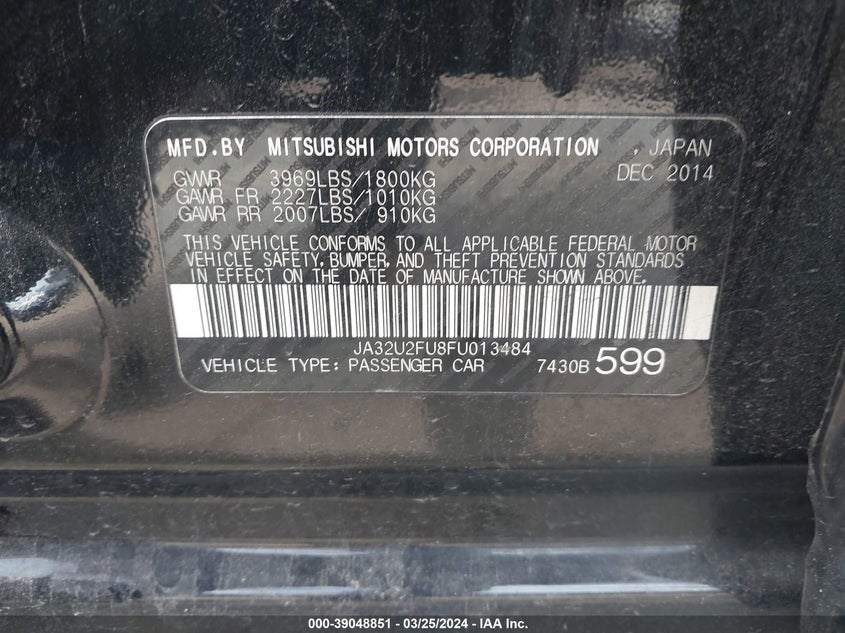 MFD.BY MITSUBISHI MOTORS CORPORATION , JAPAN
GVWR 3969LBS/1800KG DEC 2014
GAWR FR 2227LBS/1010KG
GAWR RR 2007LBS/ 910KG
THIS VEHICLE CONFORMS TO ALL APPLICABLE FEDERAL MOTOR
VEHICLE SAFETY, BUMPER, AND THEFT PREVENTION STANDARDS
IN EFFECT ON THE DATE OF MANUFACTURE SHOWN ABOVE.
JA32U2FU8FU013484
VEHICLE TYPE: PASSENGER CAR 7430B 599
000-39048851 - 03/25/2024 - IAA Inc.